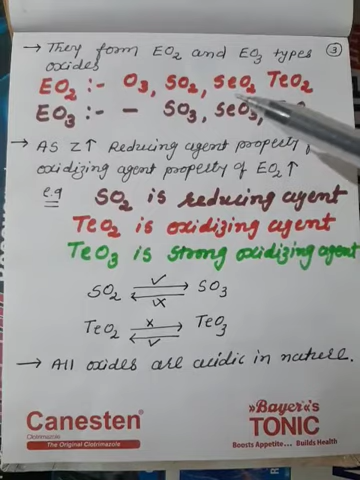 → They form EO₂ and EO₃ types
oxides
③
EO₂ :- O₃, SO₂, SeO₂ TeO₂
EO₃ :- - SO₃, SeO₃,
→ AS Z↑ Reducing agent property
oxidizing agent property of EO₂ ↑
e.g SO₂ is reducing agent
TeO₂ is oxidizing agent
TeO₃ is strong oxidizing agent
SO₂ ⇌ SO₃
✓
x
TeO₂ ⇌ TeO₃
x
✓
→ All oxides are acidic in nature.
Canesten®
Clotrimazole
The Original Clotrimazole
»Bayer«'s
TONIC
Boosts Appetite... Builds Health